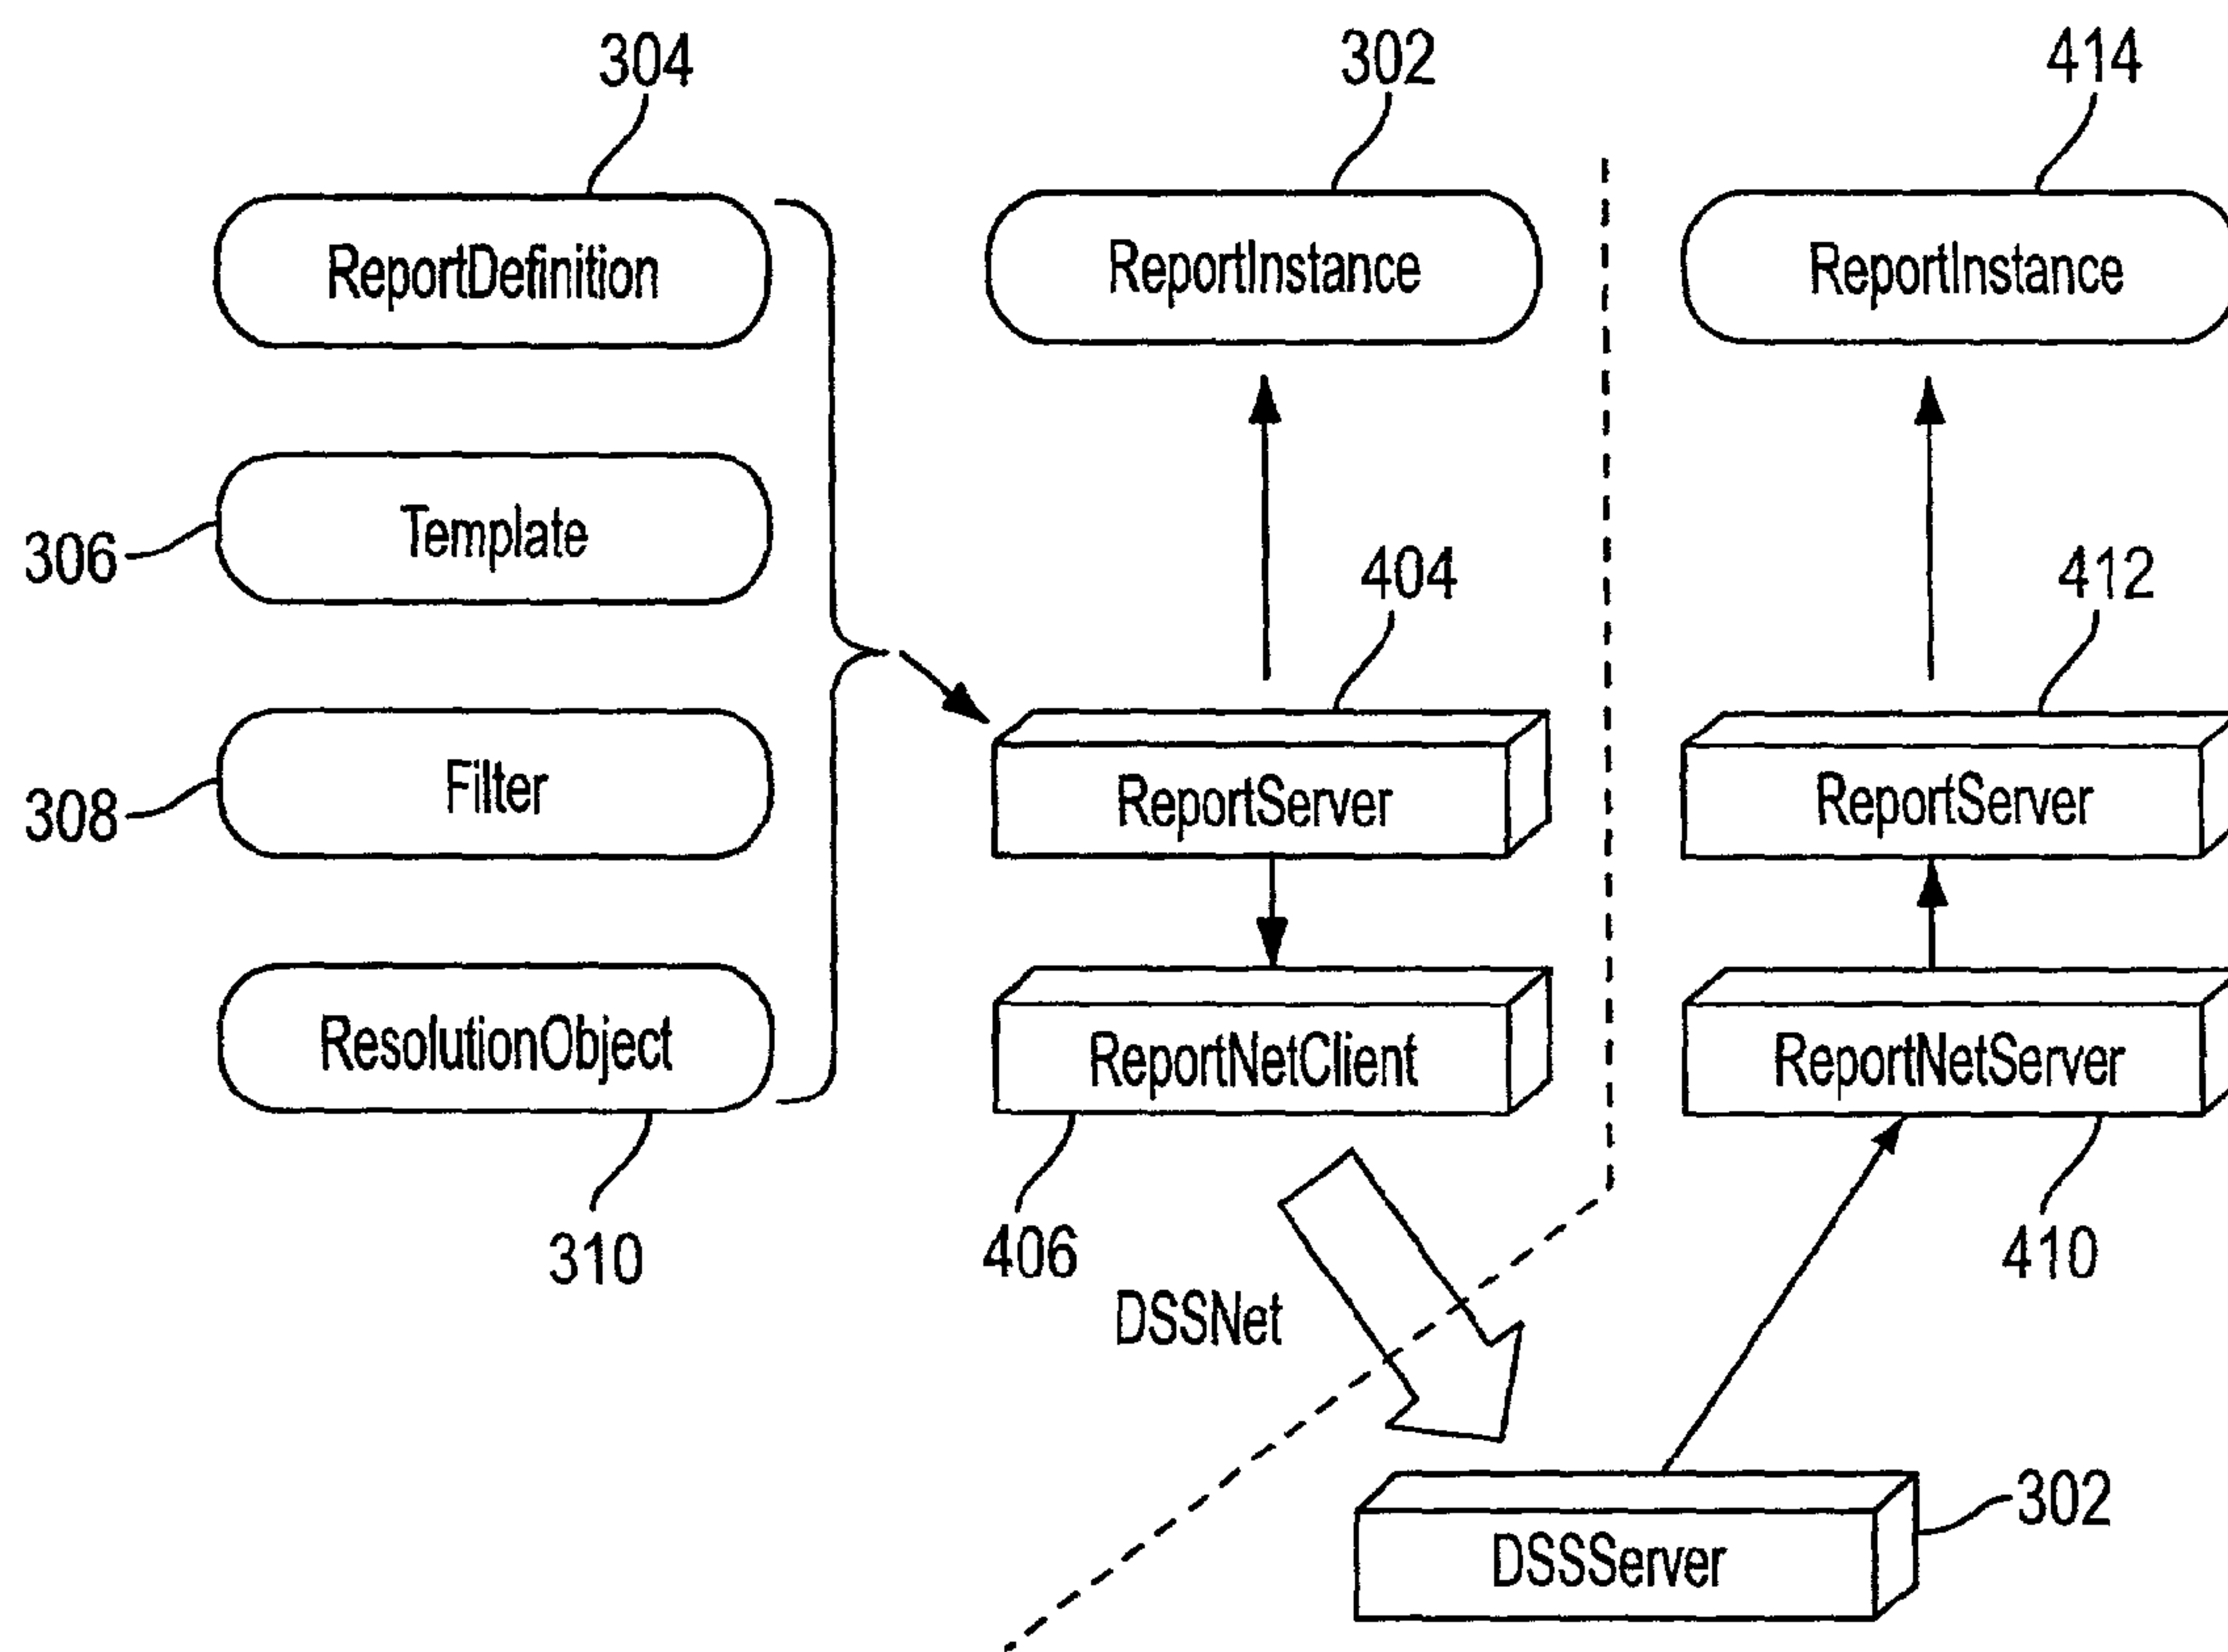 304
302
414
ReportDefinition
ReportInstance
ReportInstance
306
Template
404
412
308
Filter
ReportServer
ReportServer
ResolutionObject
ReportNetClient
ReportNetServer
310
406
410
DSSNet
302
DSSServer